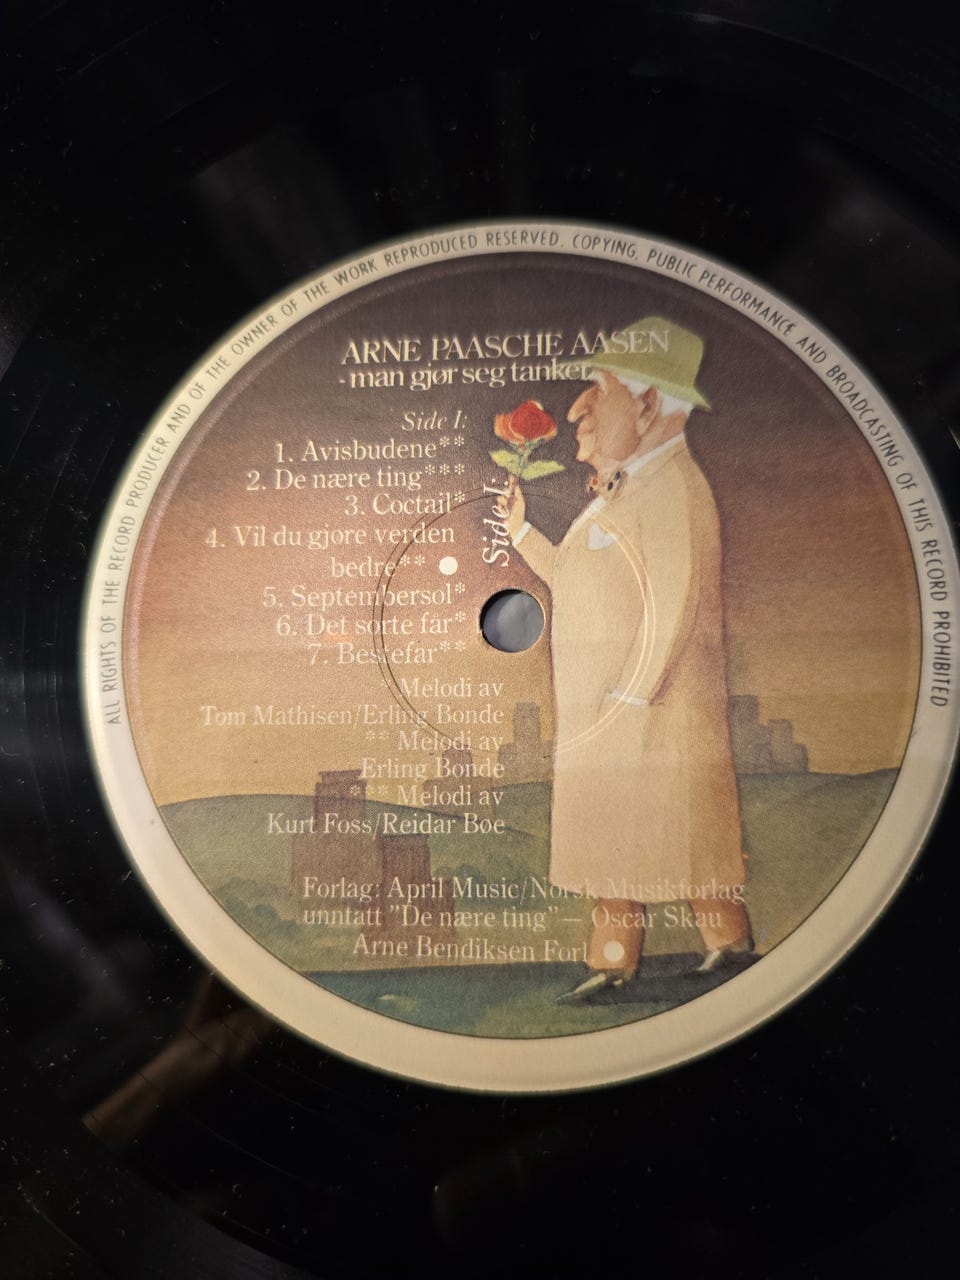 ALL RIGHTS OF THE RECORD PRODUCER AND OF THE OWNER OF THE WORK REPRODUCED RESERVED. COPYING, PUBLIC PERFORMANCE AND BROADCASTING OF THIS RECORD PROHIBITED
ARNE PAASCHE AASEN
- man gjør seg tanker
Side I:
1. Avisbudene**
2. De nære ting***
3. Coctail*
4. Vil du gjøre verden
bedre**
5. Septembersol*
6. Det sorte får*
7. Bestefar**
Side I:
* Melodi av
Tom Mathisen/Erling Bonde
** Melodi av
Erling Bonde
*** Melodi av
Kurt Foss/Reidar Bøe
Forlag: April Music/Norsk Musikforlag
unntatt "De nære ting" — Oscar Skau
Arne Bendiksen Forl